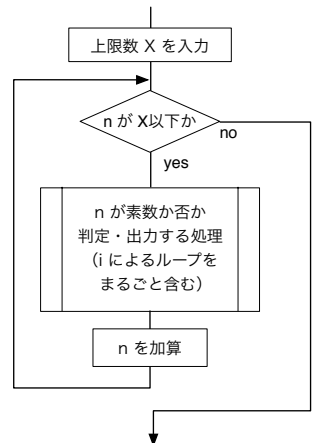 上限数 X を入力
n が X以下か
no
yes
n が素数か否か
判定・出力する処理
（i によるループを
まるごと含む）
n を加算